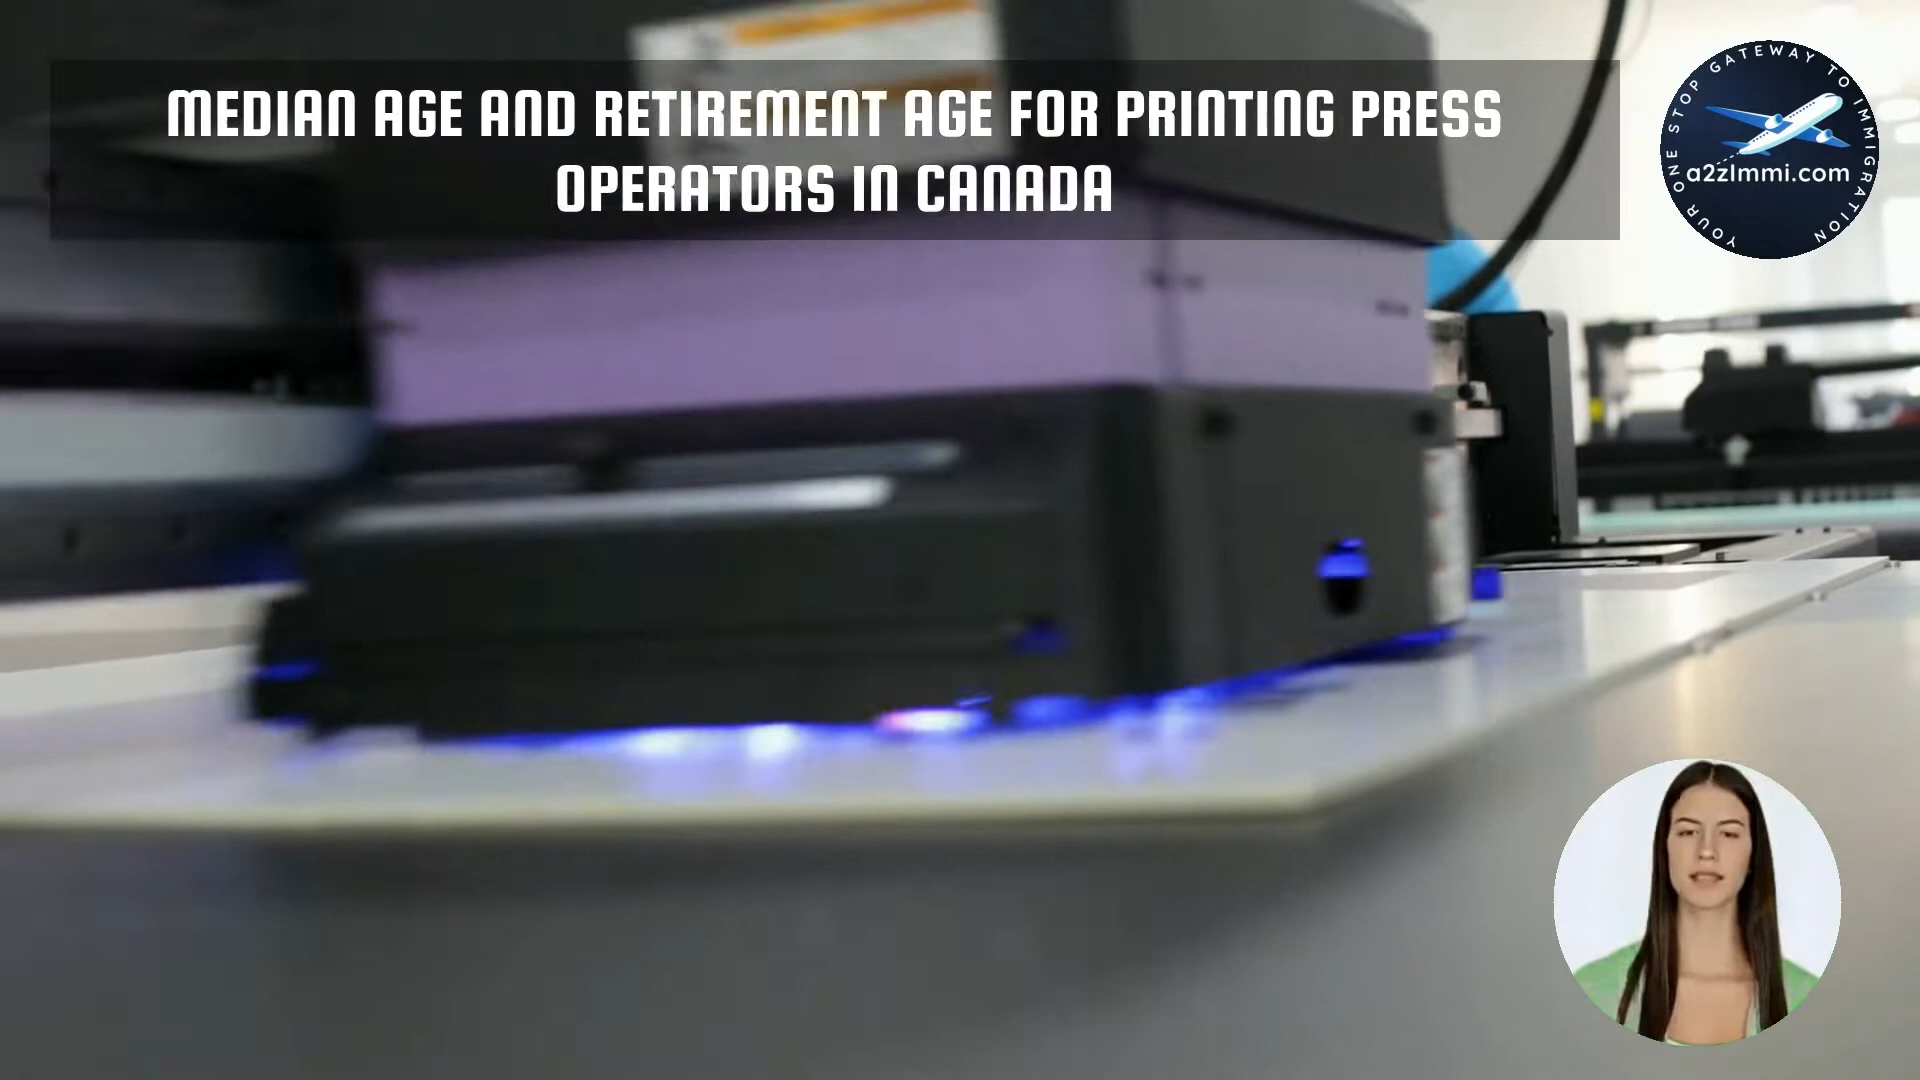 MEDIAN AGE AND RETIREMENT AGE FOR PRINTING PRESS
OPERATORS IN CANADA
YOUR ONE STOP GATEWAY TO IMMIGRATION
a2zImmi.com